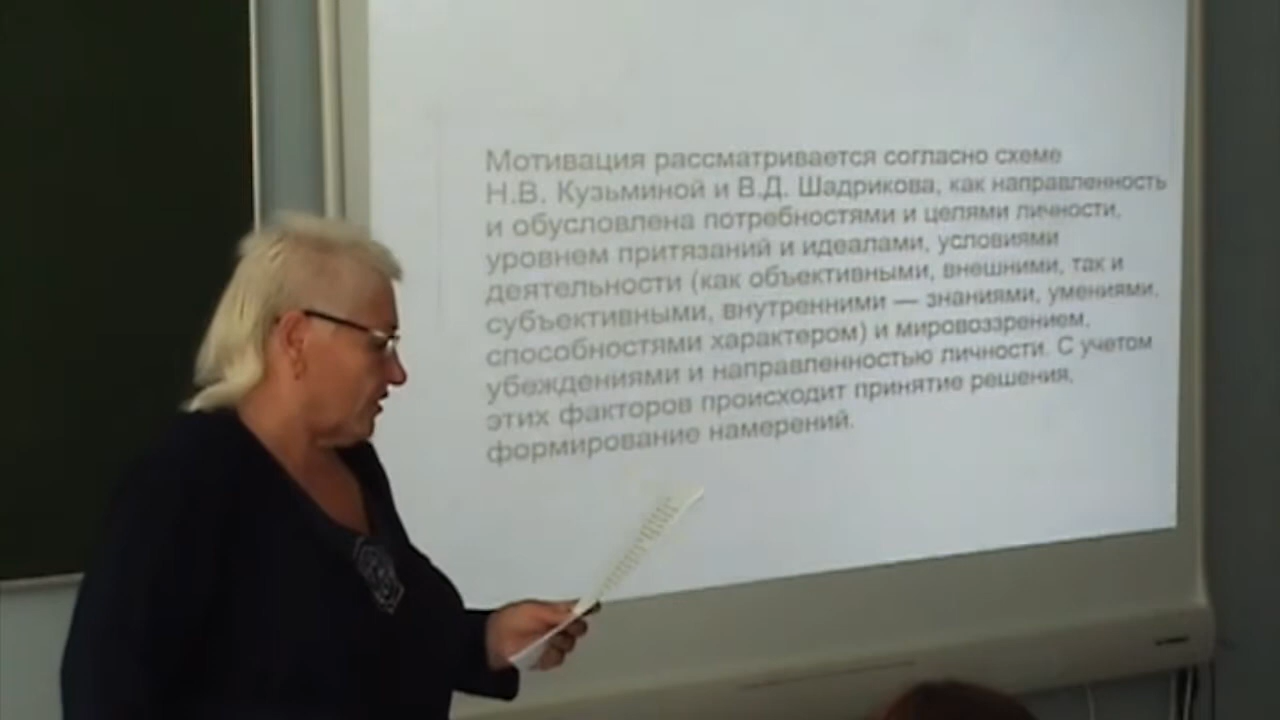 Мотивация рассматривается согласно схеме
Н.В. Кузьминой и В.Д. Шадрикова, как направленность
и обусловлена потребностями и целями личности,
уровнем притязаний и идеалами, условиями
деятельности (как объективными, внешними, так и
субъективными, внутренними — знаниями, умениями,
способностями характером) и мировоззрением,
убеждениями и направленностью личности. С учетом
этих факторов происходит принятие решения,
формирование намерений.